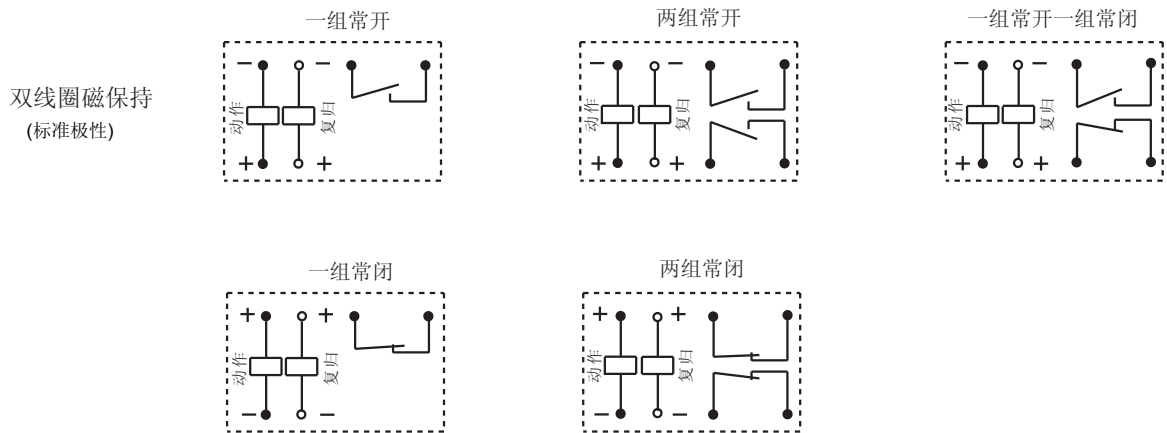 一组常开
两组常开
一组常开一组常闭
双线圈磁保持
(标准极性)
− −
动作 复归
+ +
− −
动作 复归
+ +
− −
动作 复归
+ +
一组常闭
两组常闭
+ +
动作 复归
− −
+ +
动作 复归
− −